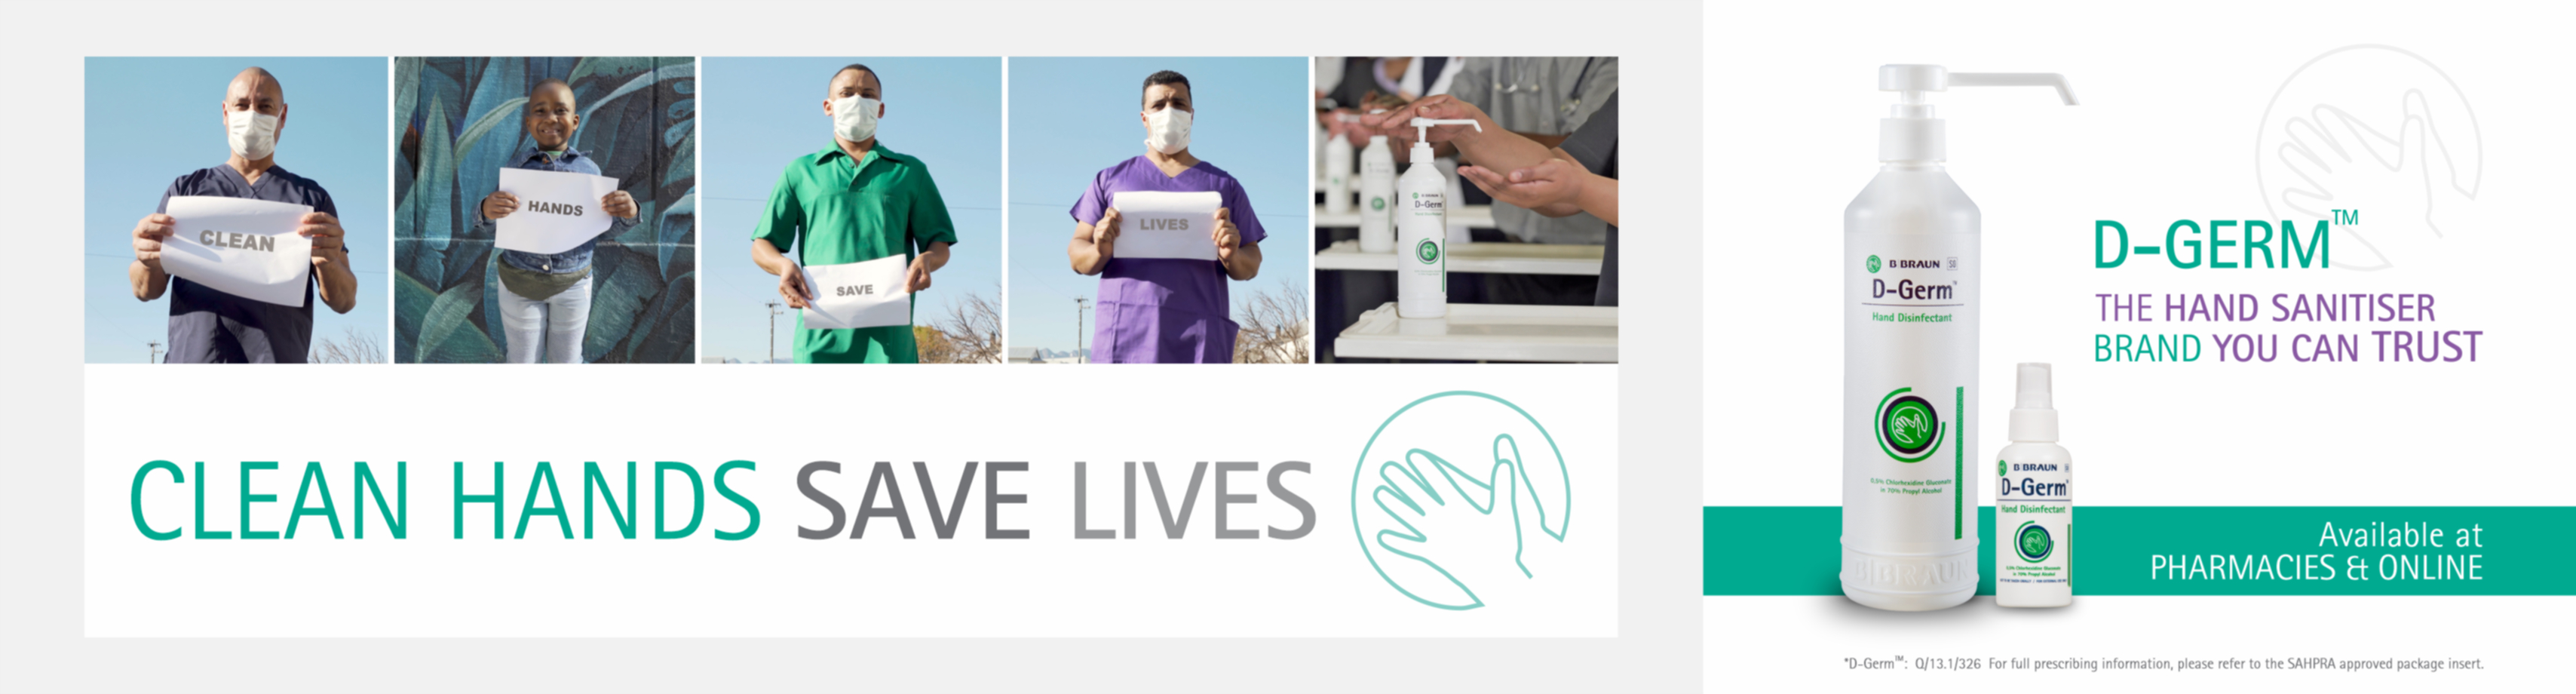 CLEAN
HANDS
SAVE
LIVES
D-Germ
CLEAN HANDS SAVE LIVES
B BRAUN
D-Germ™
Hand Disinfectant
0.5% Chlorhexidine Gluconate
in 70% Propyl Alcohol
B BRAUN
B BRAUN
D-Germ
Hand Disinfectant
D-GERM™
THE HAND SANITISER
BRAND YOU CAN TRUST
Available at
PHARMACIES & ONLINE
*D-Germ™: Q/13.1/326 For full prescribing information, please refer to the SAHPRA approved package insert.